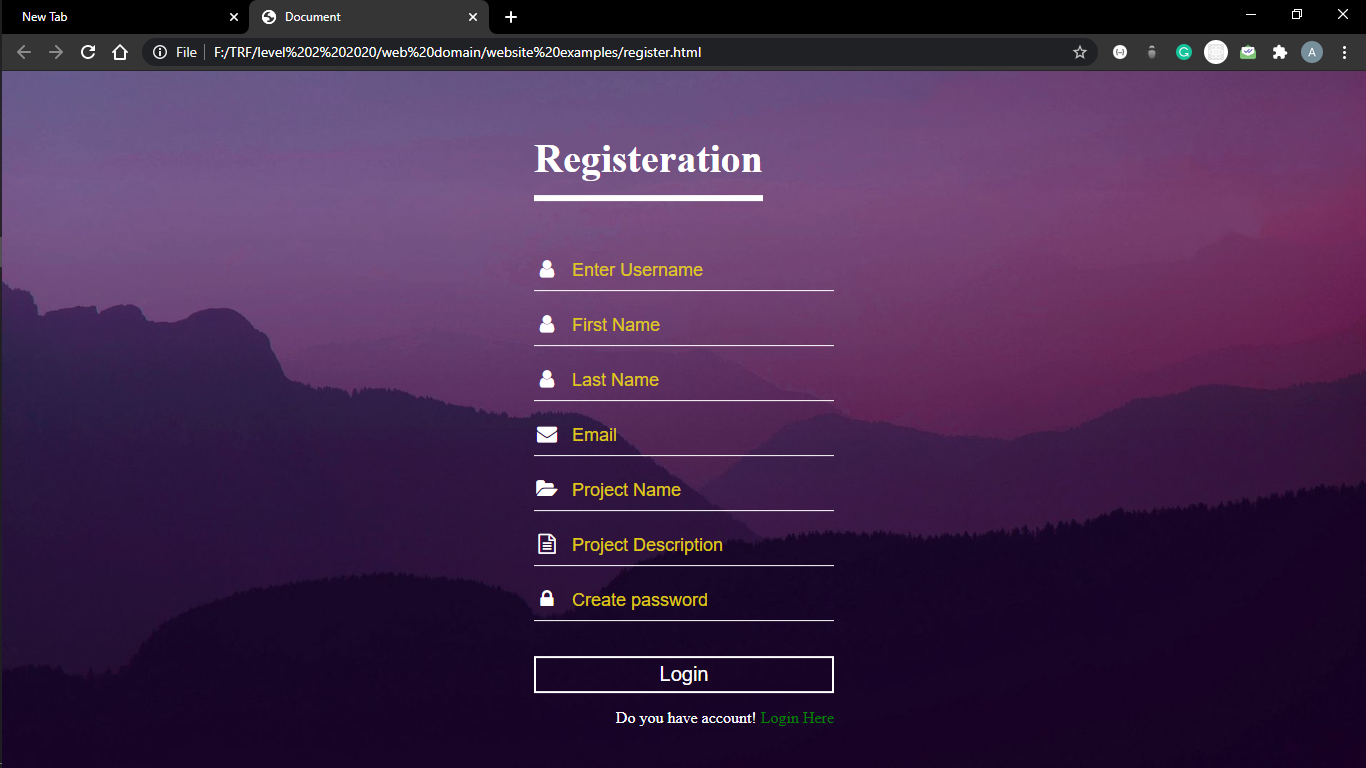 New Tab
Document
File
F:/TRF/level%202%202020/web%20domain/website%20examples/register.html
A
Registeration
Enter Username
First Name
Last Name
Email
Project Name
Project Description
Create password
Login
Do you have account! Login Here